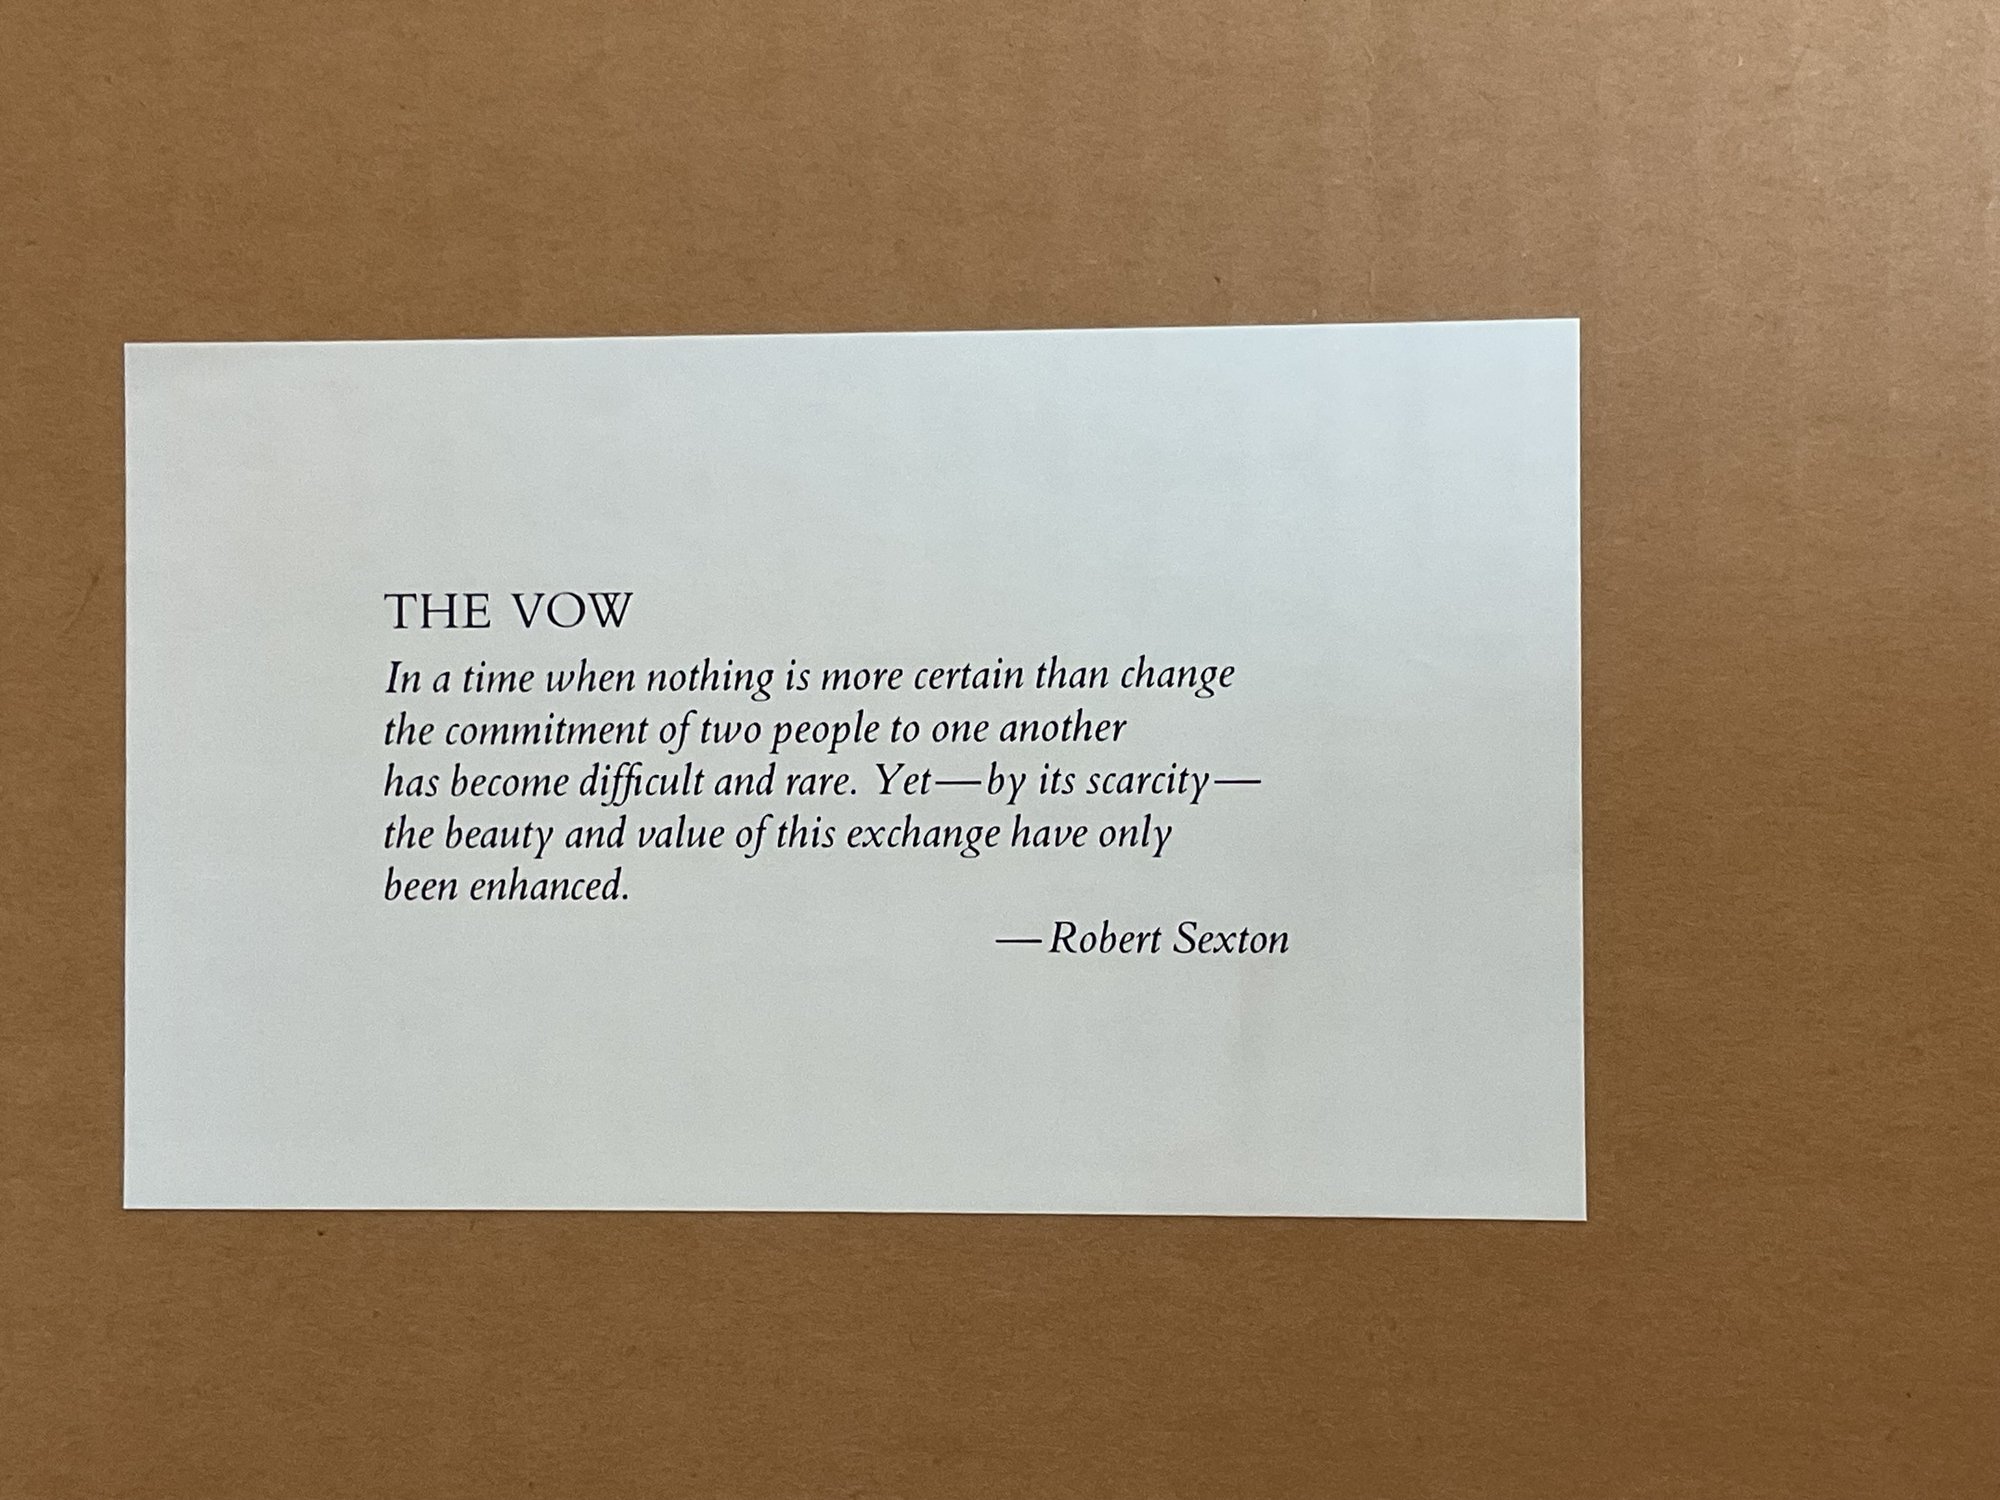 THE VOW
In a time when nothing is more certain than change
the commitment of two people to one another
has become difficult and rare. Yet—by its scarcity—
the beauty and value of this exchange have only
been enhanced.
—Robert Sexton